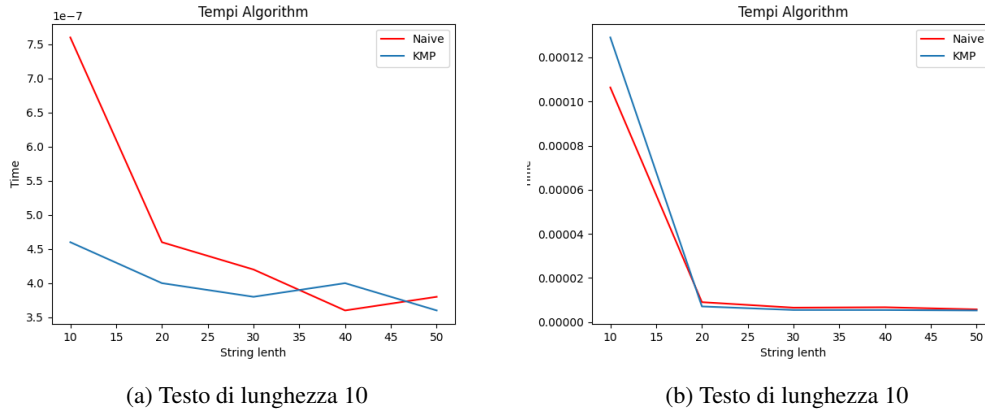 Tempi Algorithm
1e−7
7.5
7.0
6.5
6.0
5.5
5.0
4.5
4.0
3.5
Time
10 15 20 25 30 35 40 45 50
String lenth
Naive
KMP
(a) Testo di lunghezza 10
Tempi Algorithm
0.00012
0.00010
0.00008
0.00006
0.00004
0.00002
0.00000
10 15 20 25 30 35 40 45 50
String lenth
Naive
KMP
(b) Testo di lunghezza 10